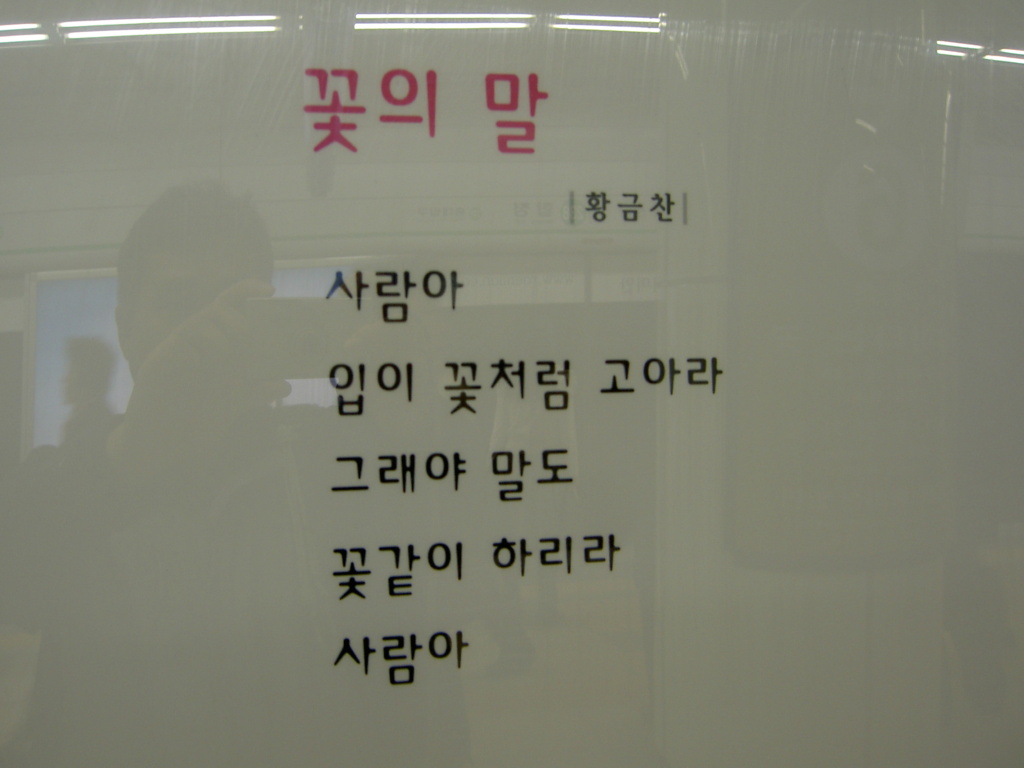 꽃의 말
|황금찬|
사람아
입이 꽃처럼 고아라
그래야 말도
꽃같이 하리라
사람아